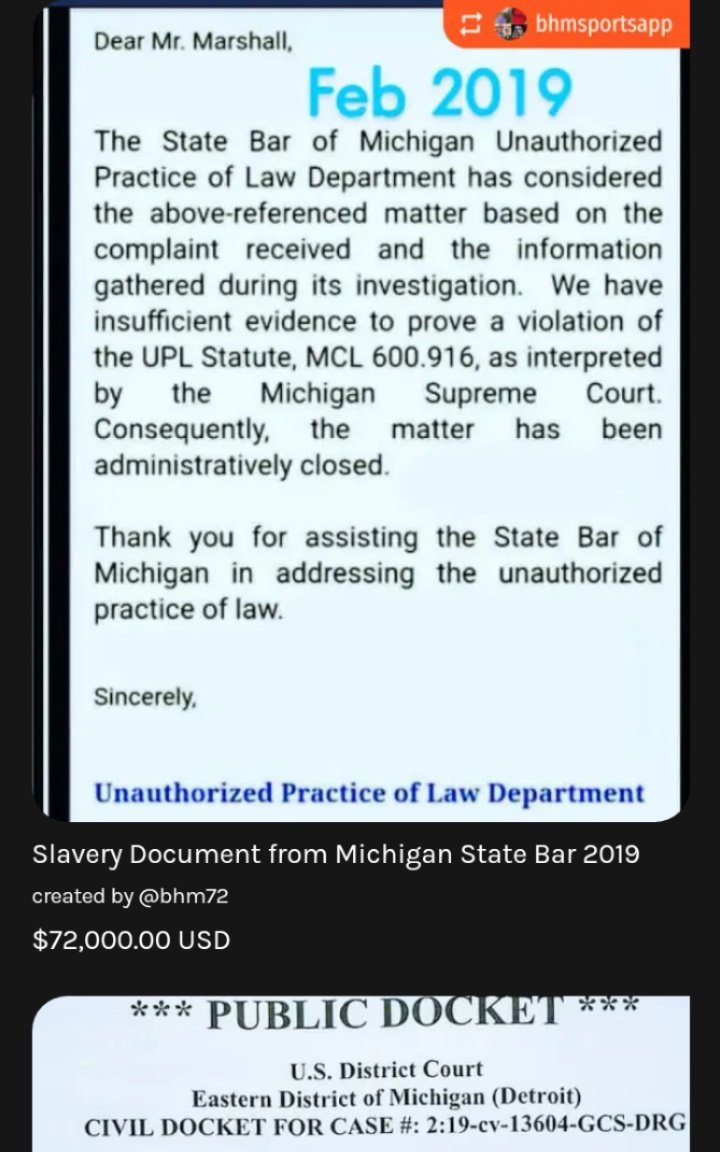 bhmsportsapp
Dear Mr. Marshall,
Feb 2019
The State Bar of Michigan Unauthorized
Practice of Law Department has considered
the above-referenced matter based on the
complaint received and the information
gathered during its investigation. We have
insufficient evidence to prove a violation of
the UPL Statute, MCL 600.916, as interpreted
by the Michigan Supreme Court.
Consequently, the matter has been
administratively closed.
Thank you for assisting the State Bar of
Michigan in addressing the unauthorized
practice of law.
Sincerely,
Unauthorized Practice of Law Department
Slavery Document from Michigan State Bar 2019
created by @bhm72
$72,000.00 USD
*** PUBLIC DOCKET ***
U.S. District Court
Eastern District of Michigan (Detroit)
CIVIL DOCKET FOR CASE #: 2:19-cv-13604-GCS-DRG